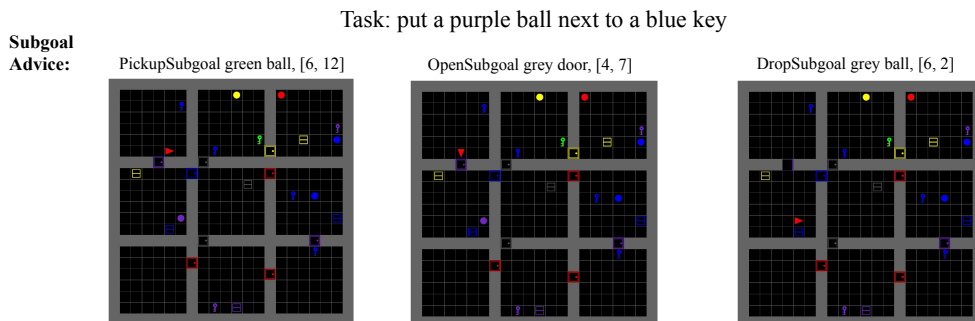 Task: put a purple ball next to a blue key
Subgoal
Advice:
PickupSubgoal green ball, [6, 12]
OpenSubgoal grey door, [4, 7]
DropSubgoal grey ball, [6, 2]